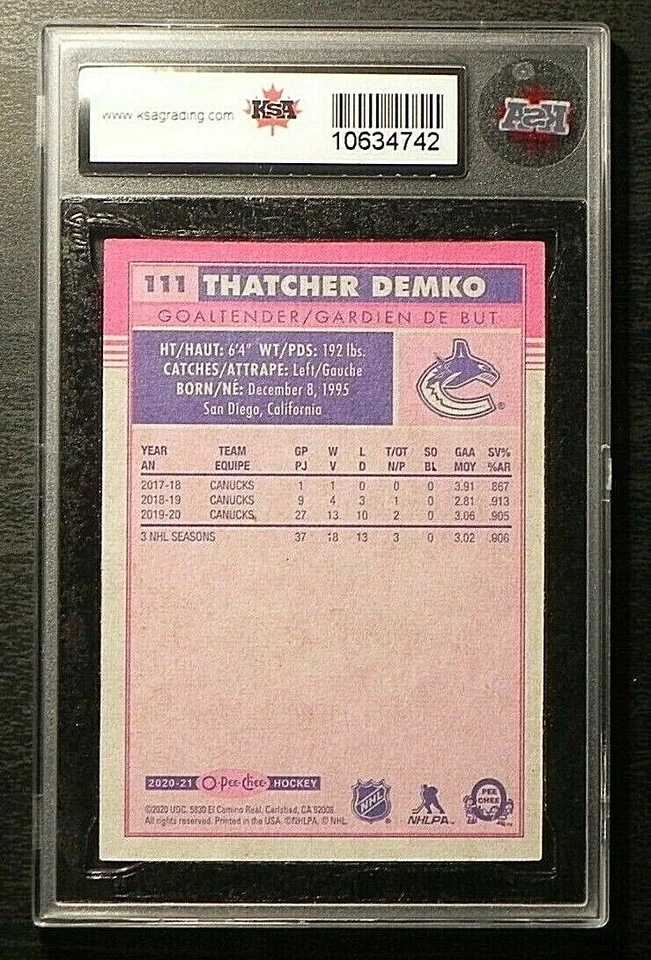 www.ksagrading.com
KSA
10634742
KSA
111 THATCHER DEMKO
GOALTENDER/GARDIEN DE BUT
HT/HAUT: 6'4" WT/PDS: 192 lbs.
CATCHES/ATTRAPE: Left/Gauche
BORN/NÉ: December 8, 1995
San Diego, California
YEAR TEAM GP W L T/OT SO GAA SV%
AN EQUIPE PJ V D N/P BL MOY %AR
2017-18 CANUCKS 1 1 0 0 0 3.91 .867
2018-19 CANUCKS 9 4 3 1 0 2.81 .913
2019-20 CANUCKS 27 13 10 2 0 3.06 .905
3 NHL SEASONS 37 18 13 3 0 3.02 .906
2020-21 O-Pee-Chee HOCKEY
©2020 UDC. 5830 El Camino Real, Carlsbad, CA 92008.
All rights reserved. Printed in the USA. ©NHLPA. © NHL.
NHL
NHLPA
PEE
CHEE